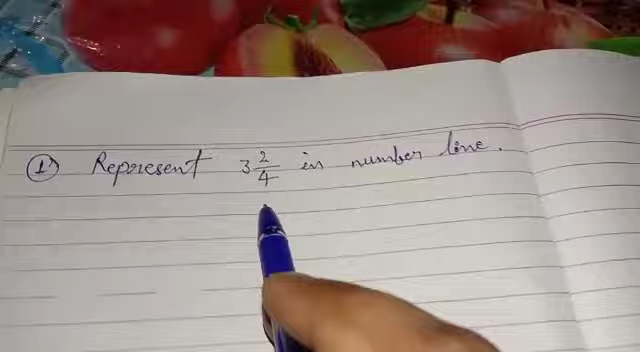 ① Represent 3 2/4 in number line.